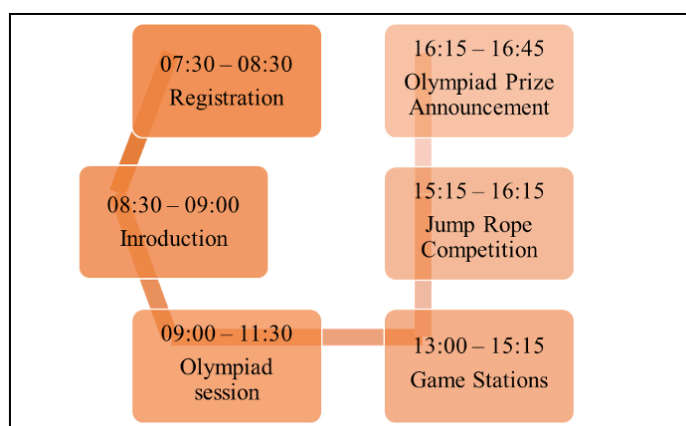 07:30 – 08:30
Registration
08:30 – 09:00
Inroduction
09:00 – 11:30
Olympiad
session
13:00 – 15:15
Game Stations
15:15 – 16:15
Jump Rope
Competition
16:15 – 16:45
Olympiad Prize
Announcement